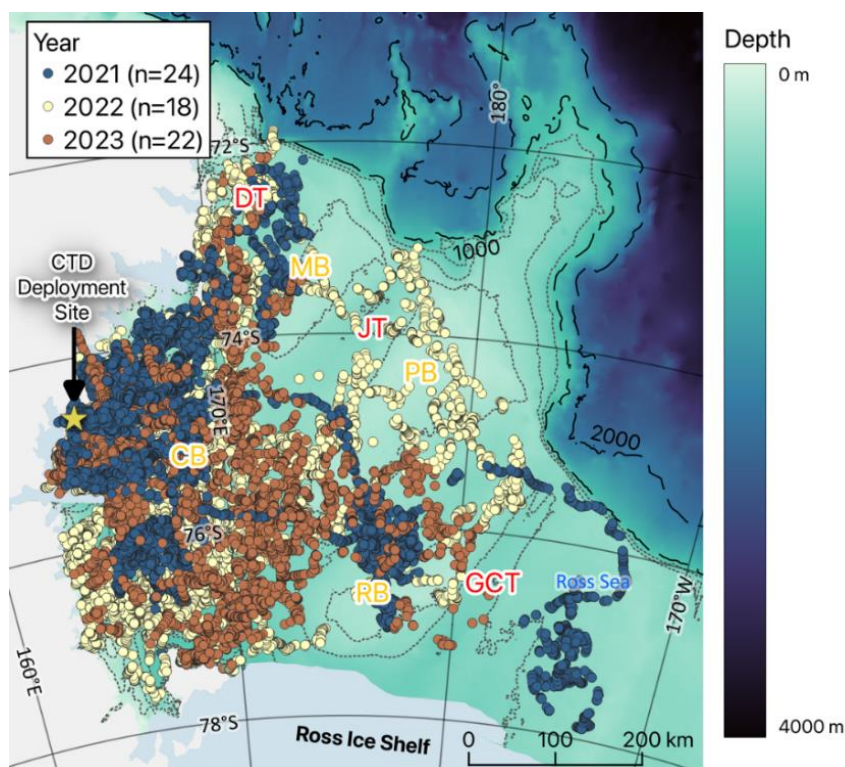 Year
2021 (n=24)
2022 (n=18)
2023 (n=22)
Depth
0 m
4000 m
72°S
180°
DT
1000
MB
CTD
Deployment
Site
JT
74°S
PB
170°E
2000
CB
76°S
RB
GCT
Ross Sea
170°W
160°E
78°S
Ross Ice Shelf
0 100 200 km